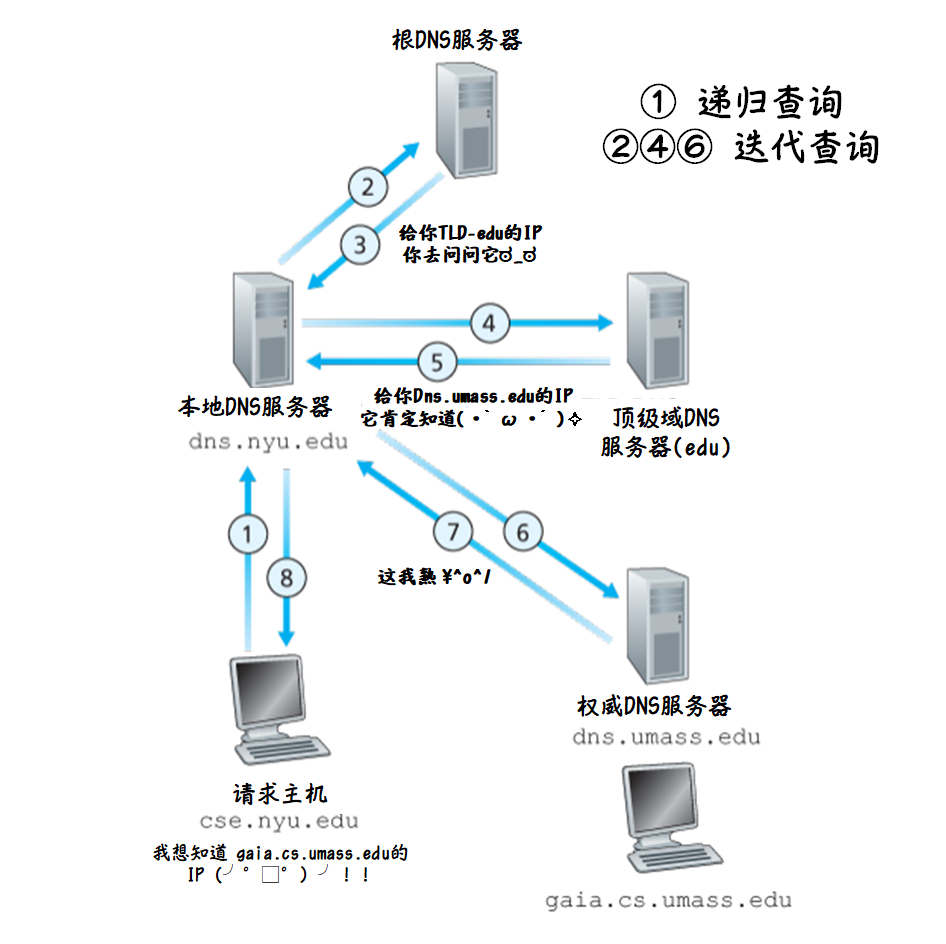 根DNS服务器
① 递归查询
②④⑥ 迭代查询
2
3
给你TLD-edu的IP
你去问问它ಠ_ಠ
4
5
给你Dns.umass.edu的IP
它肯定知道(・`ω・´)✧
本地DNS服务器
dns.nyu.edu
顶级域DNS
服务器(edu)
1
8
7
6
这我熟 ¥^o^/
权威DNS服务器
dns.umass.edu
请求主机
cse.nyu.edu
我想知道 gaia.cs.umass.edu的
IP (╯°□°)╯!!
gaia.cs.umass.edu